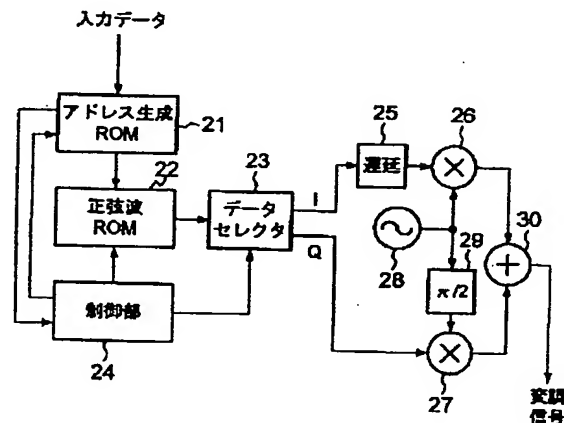 入力データ
アドレス生成
ROM
21
22
正弦波
ROM
23
データ
セレクタ
I
Q
制御部
24
25
遅延
26
28
29
π/2
27
30
変調
信号